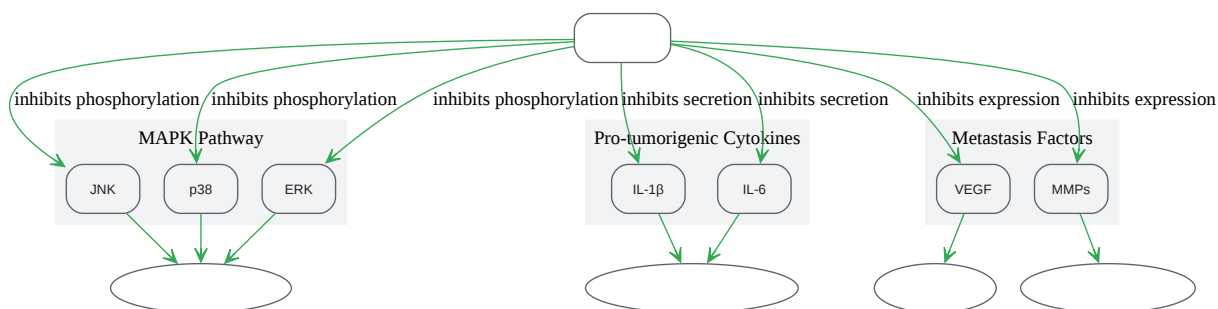 inhibits phosphorylation
inhibits phosphorylation
inhibits phosphorylation
inhibits secretion
inhibits secretion
inhibits expression
inhibits expression
MAPK Pathway
Pro-tumorigenic Cytokines
Metastasis Factors
JNK
p38
ERK
IL-1β
IL-6
VEGF
MMPs